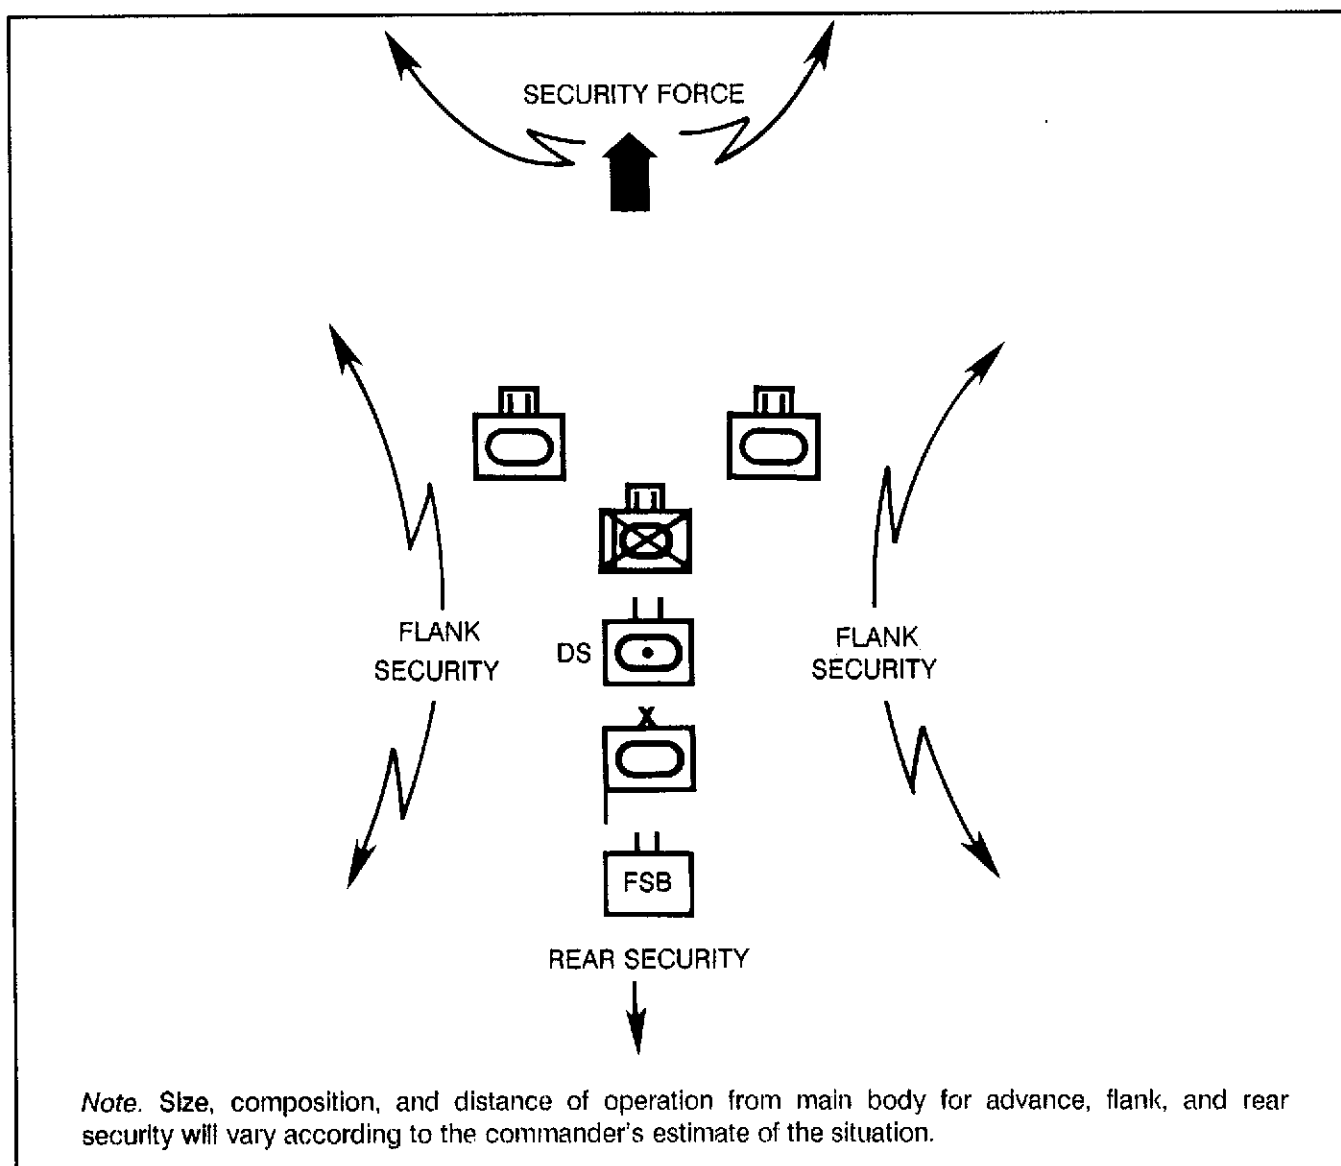 SECURITY FORCE
FLANK
SECURITY
DS
FLANK
SECURITY
X
FSB
REAR SECURITY
Note. Size, composition, and distance of operation from main body for advance, flank, and rear
security will vary according to the commander's estimate of the situation.